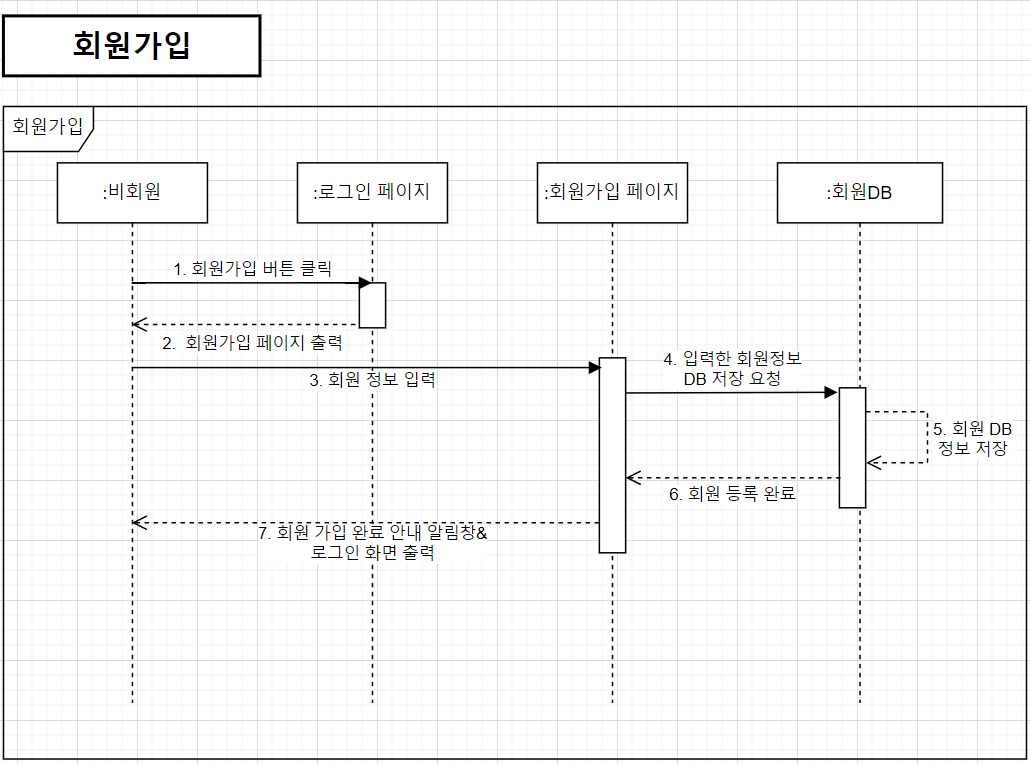 회원가입
회원가입
:비회원
:로그인 페이지
:회원가입 페이지
:회원DB
1. 회원가입 버튼 클릭
2. 회원가입 페이지 출력
3. 회원 정보 입력
4. 입력한 회원정보
DB 저장 요청
5. 회원 DB
정보 저장
6. 회원 등록 완료
7. 회원 가입 완료 안내 알림창&
로그인 화면 출력